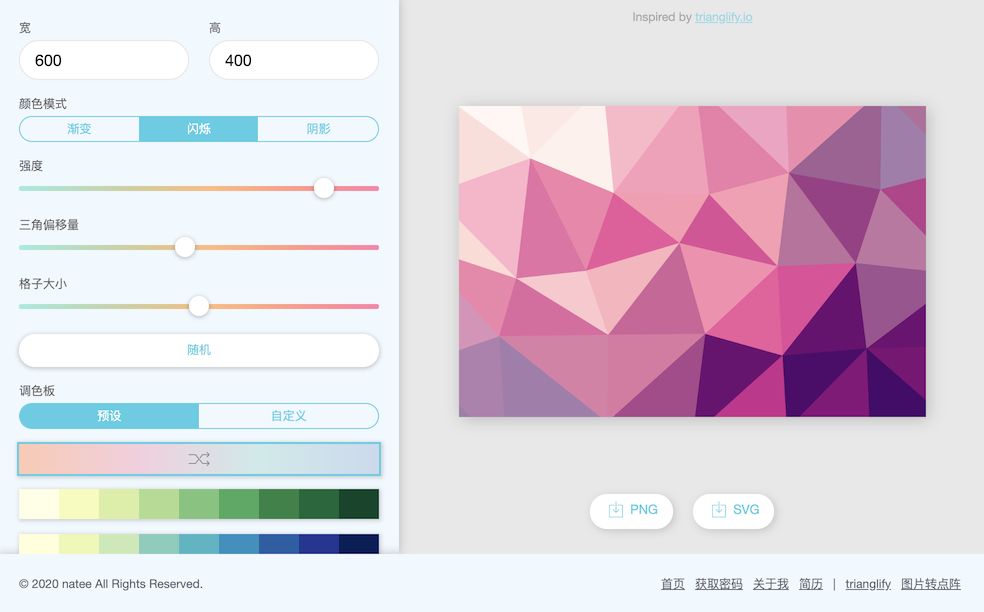 宽 高
600 400
颜色模式
渐变 闪烁 阴影
强度
三角偏移量
格子大小
随机
调色板
预设 自定义
Inspired by trianglify.io
PNG SVG
© 2020 natee All Rights Reserved.
首页 获取密码 关于我 简历 | trianglify 图片转点阵